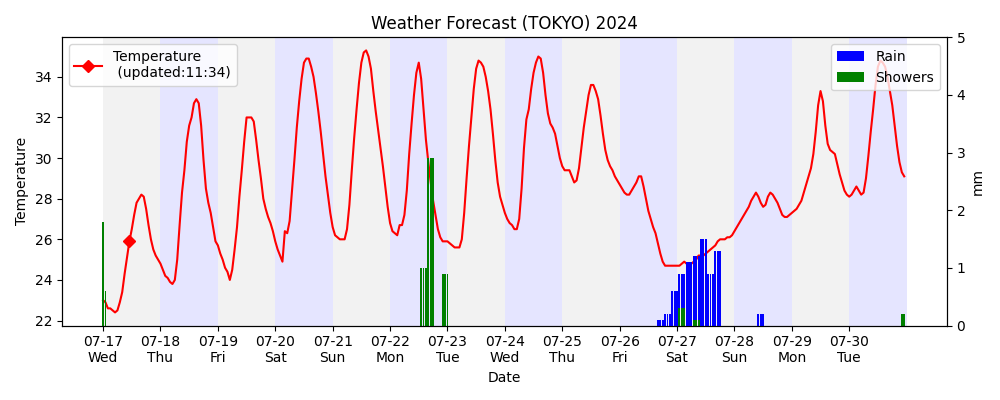 Weather Forecast (TOKYO) 2024
Temperature
(updated:11:34)
Rain
Showers
Temperature
34
32
30
28
26
24
22
5
4
3
2
1
0
mm
07-17 07-18 07-19 07-20 07-21 07-22 07-23 07-24 07-25 07-26 07-27 07-28 07-29 07-30
Wed Thu Fri Sat Sun Mon Tue Wed Thu Fri Sat Sun Mon Tue
Date